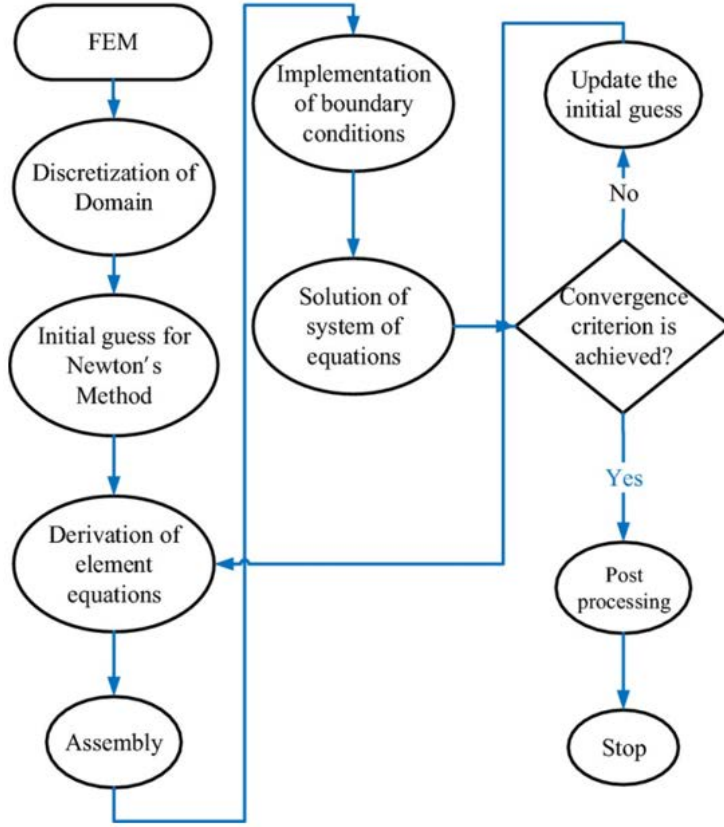 FEM
Discretization of
Domain
Initial guess for
Newton's
Method
Derivation of
element
equations
Assembly
Implementation
of boundary
conditions
Solution of
system of
equations
Convergence
criterion is
achieved?
No
Update the
initial guess
Yes
Post
processing
Stop